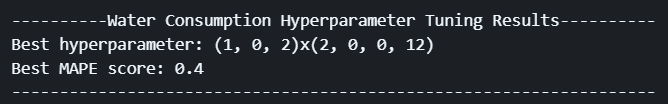 ----------Water Consumption Hyperparameter Tuning Results----------
Best hyperparameter: (1, 0, 2)x(2, 0, 0, 12)
Best MAPE score: 0.4
-------------------------------------------------------------------